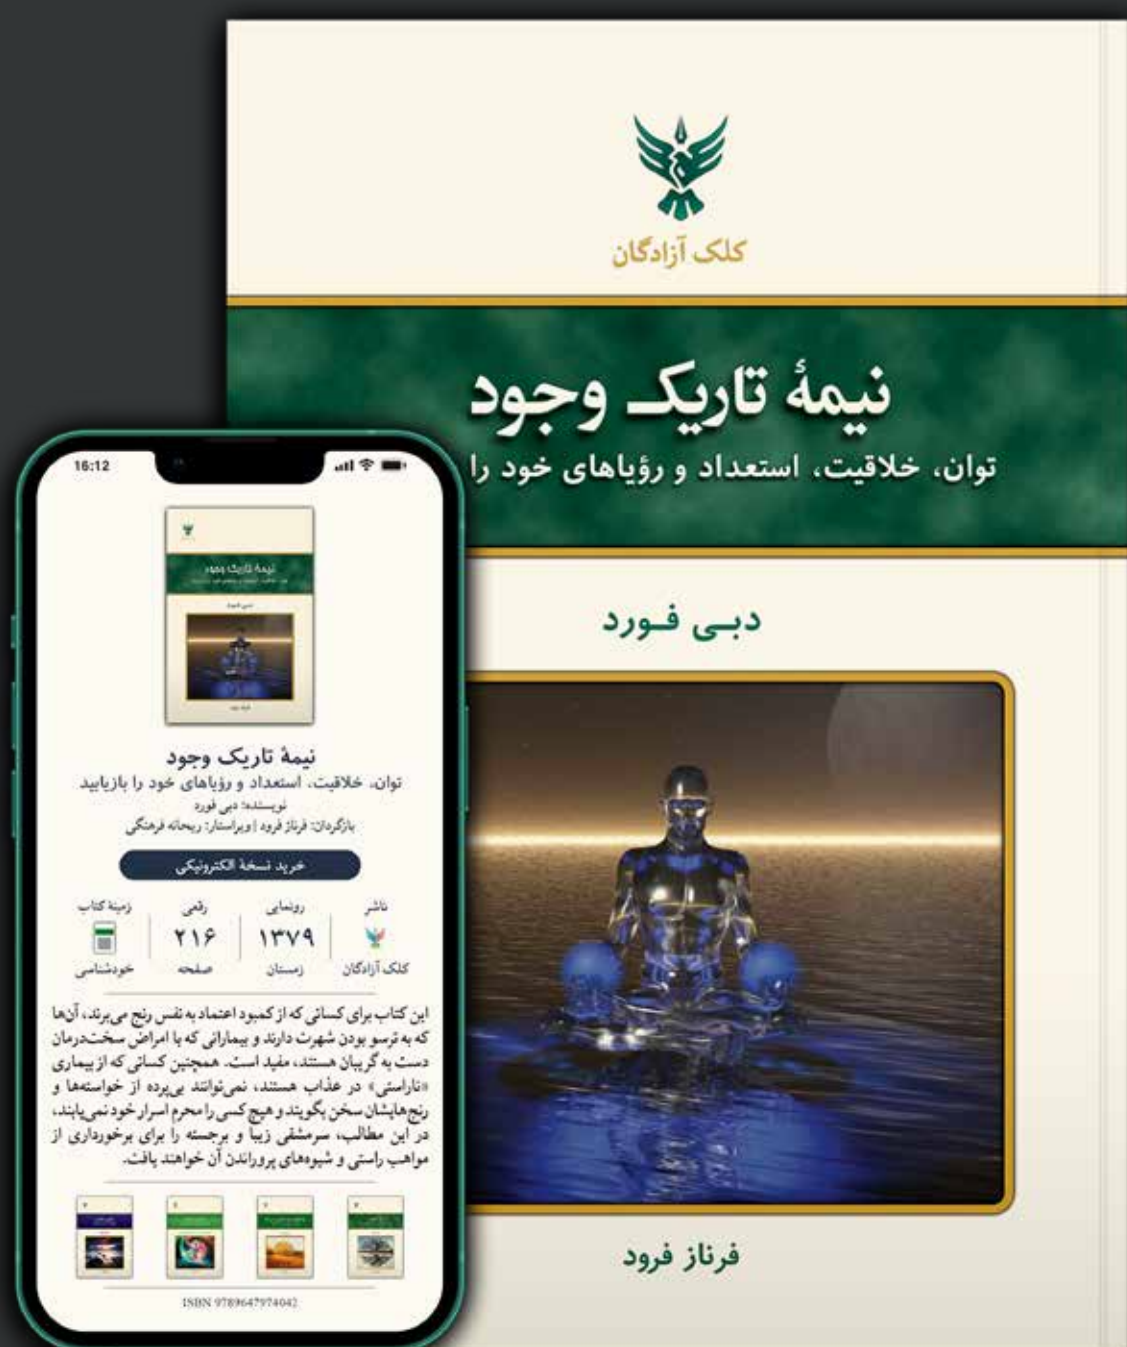 کلک آزادگان
نیمهٔ تاریک وجود
توان، خلاقیت، استعداد و رؤیاهای خود را
دبی فورد
فرناز فرود
16:12
نیمهٔ تاریک وجود
نیمهٔ تاریک وجود
توان، خلاقیت، استعداد و رؤیاهای خود را بازیابید
نویسنده: دبی فورد
بازگردان: فرناز فرود | ویراستار: ریحانه فرهنگی
خرید نسخهٔ الکترونیکی
ناشر رونمایی رقعی زمینهٔ کتاب
۱۳۷۹ ۲۱۶
کلک آزادگان زمستان صفحه خودشناسی
این کتاب برای کسانی که از کمبود اعتماد به نفس رنج می‌برند، آن‌ها
که به ترسو بودن شهرت دارند و بیمارانی که با امراض سخت‌درمان
دست به گریبان هستند، مفید است. همچنین کسانی که از بیماری
«ناراستی» در عذاب هستند، نمی‌توانند بی‌پرده از خواسته‌ها و
رنج‌هایشان سخن بگویند و هیچ کسی را محرم اسرار خود نمی‌یابند،
در این مطالب، سرمشقی زیبا و برجسته را برای برخورداری از
مواهب راستی و شیوه‌های پروراندن آن خواهند یافت.
ISBN 9789647974042